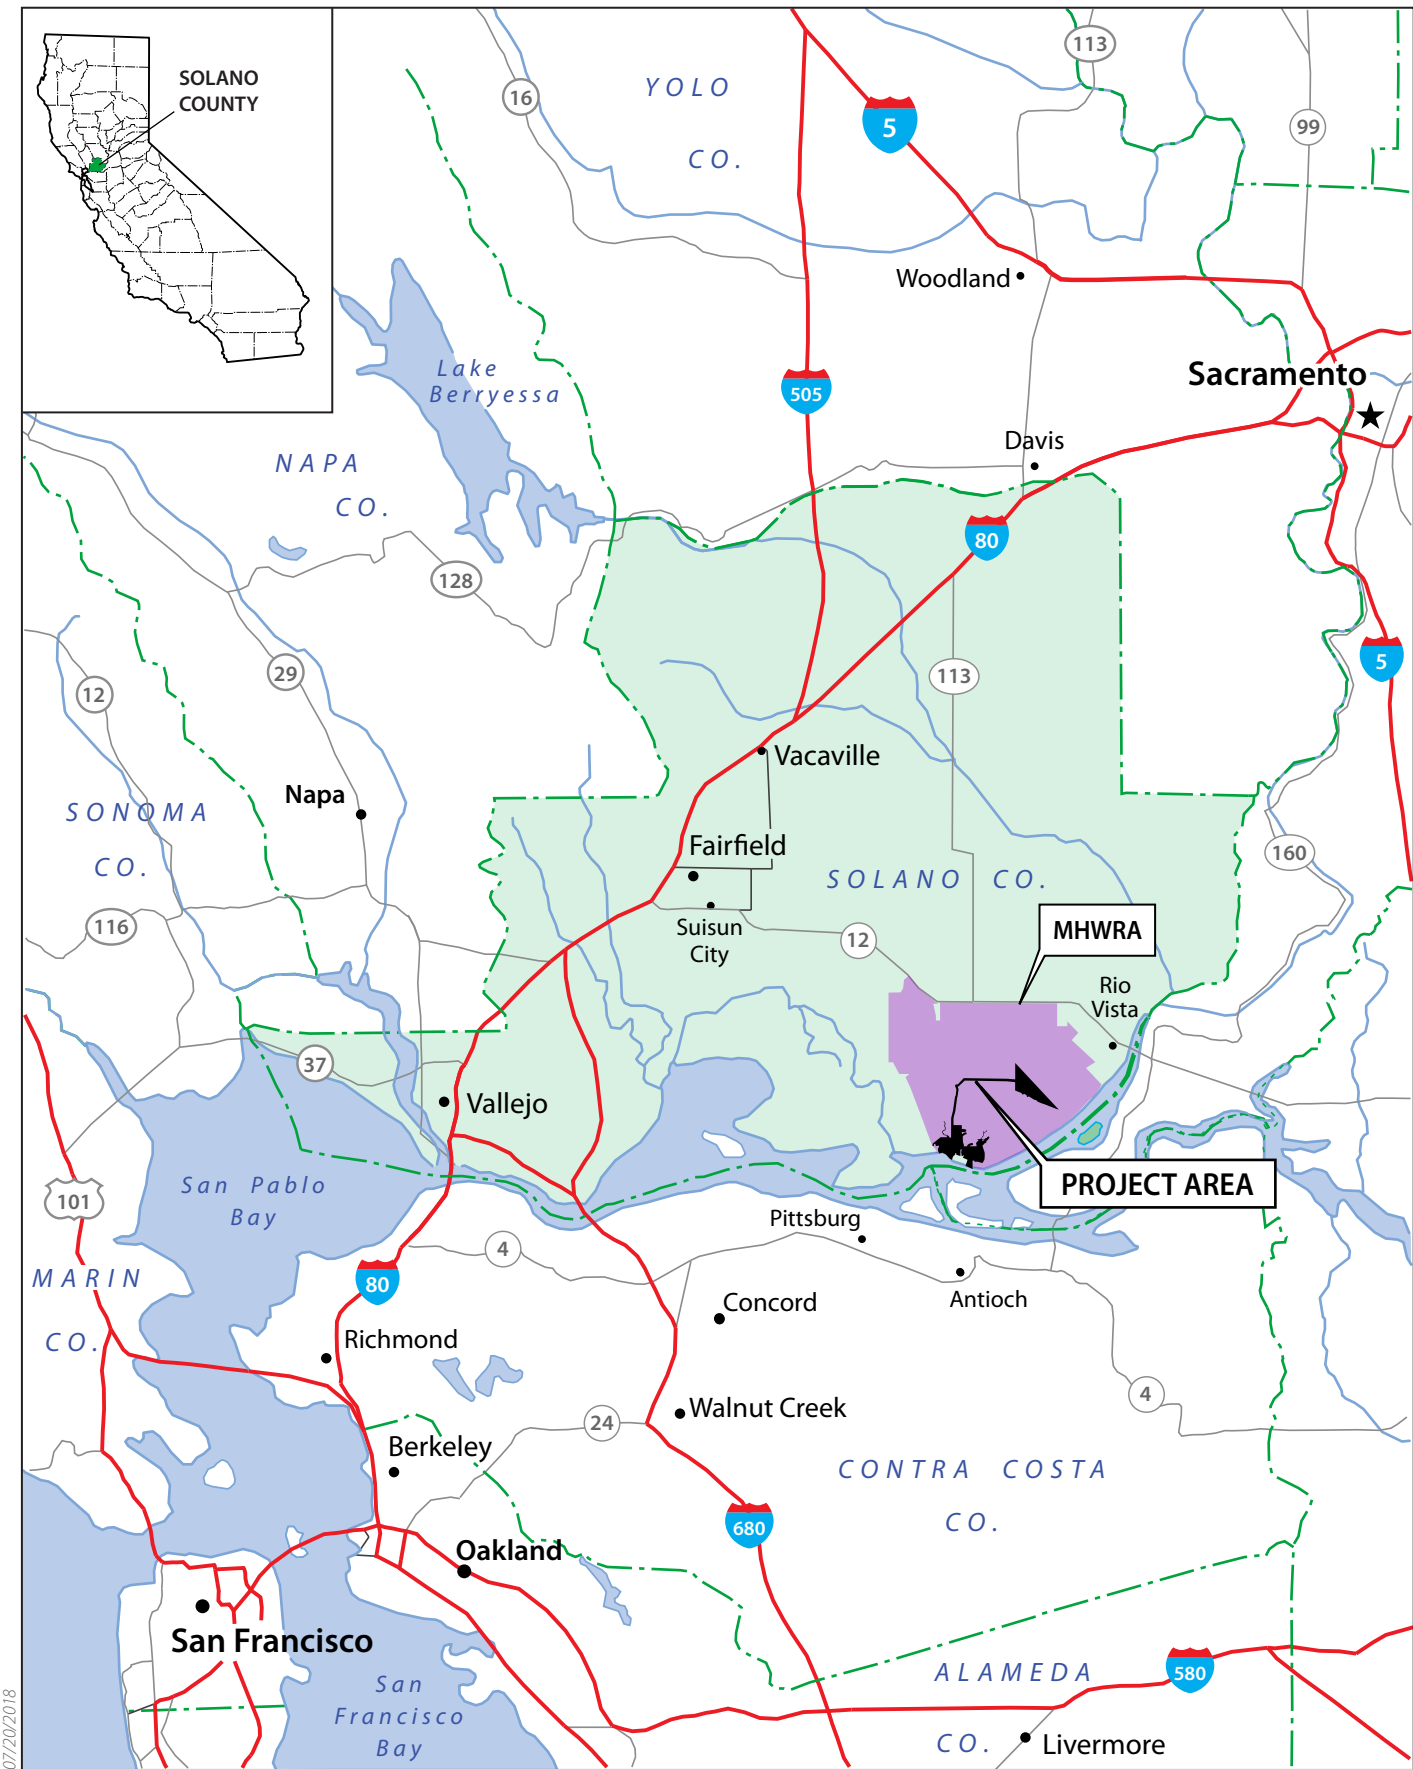 SOLANO
COUNTY
YOLO
CO.
16
5
113
99
Woodland
Lake
Berryessa
505
Sacramento
Davis
NAPA
CO.
80
128
29
12
113
5
Vacaville
Napa
SONOMA
CO.
Fairfield
160
SOLANO CO.
116
Suisun
City
12
MHWRA
Rio
Vista
37
Vallejo
PROJECT AREA
101
San Pablo
Bay
Pittsburg
4
MARIN
CO.
80
Antioch
Concord
Richmond
4
Walnut Creek
24
Berkeley
CONTRA COSTA
CO.
680
Oakland
San Francisco
ALAMEDA
CO.
580
San
Francisco
Bay
Livermore
07/20/2018